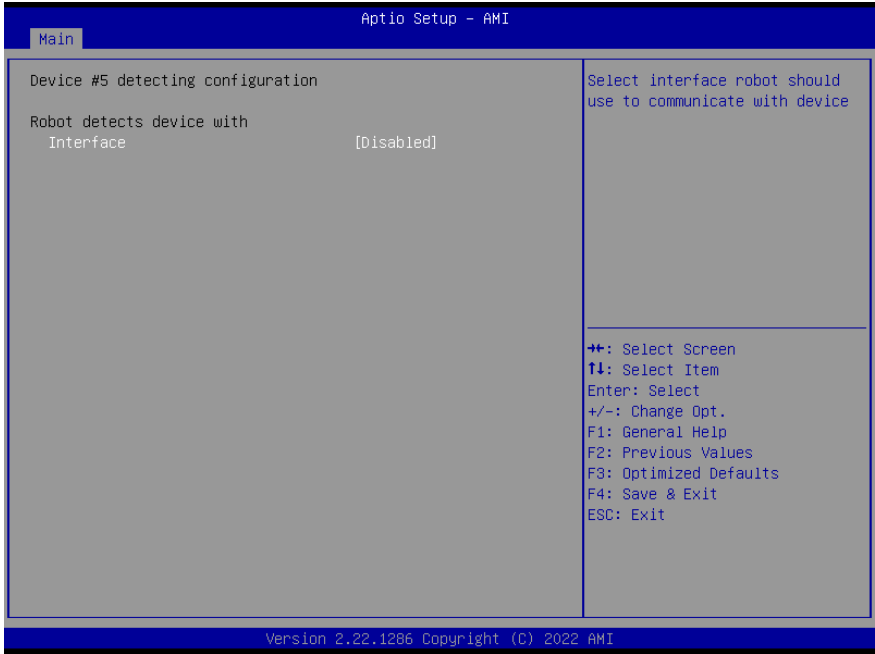 Aptio Setup - AMI
Main
Device #5 detecting configuration
Robot detects device with
Interface [Disabled]
Select interface robot should
use to communicate with device
→←: Select Screen
↑↓: Select Item
Enter: Select
+/-: Change Opt.
F1: General Help
F2: Previous Values
F3: Optimized Defaults
F4: Save & Exit
ESC: Exit
Version 2.22.1286 Copyright (C) 2022 AMI